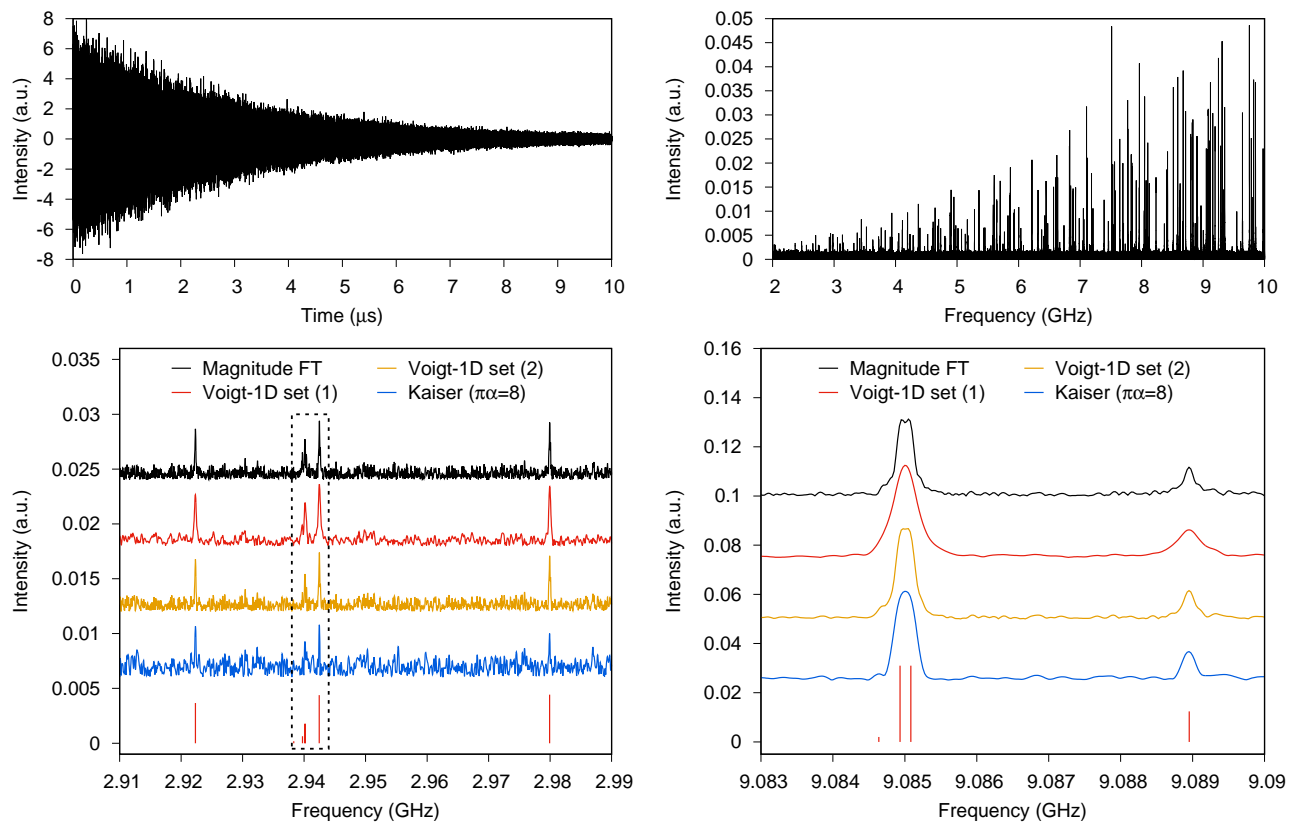 8
6
4
2
0
-2
-4
-6
-8
Intensity (a.u.)
0 1 2 3 4 5 6 7 8 9 10
Time (μs)
0.05
0.045
0.04
0.035
0.03
0.025
0.02
0.015
0.01
0.005
0
Intensity (a.u.)
2 3 4 5 6 7 8 9 10
Frequency (GHz)
0.035
0.03
0.025
0.02
0.015
0.01
0.005
0
Intensity (a.u.)
Magnitude FT
Voigt-1D set (1)
Voigt-1D set (2)
Kaiser (πα=8)
2.91 2.92 2.93 2.94 2.95 2.96 2.97 2.98 2.99
Frequency (GHz)
0.16
0.14
0.12
0.1
0.08
0.06
0.04
0.02
0
Intensity (a.u.)
Magnitude FT
Voigt-1D set (1)
Voigt-1D set (2)
Kaiser (πα=8)
9.083 9.084 9.085 9.086 9.087 9.088 9.089 9.09
Frequency (GHz)